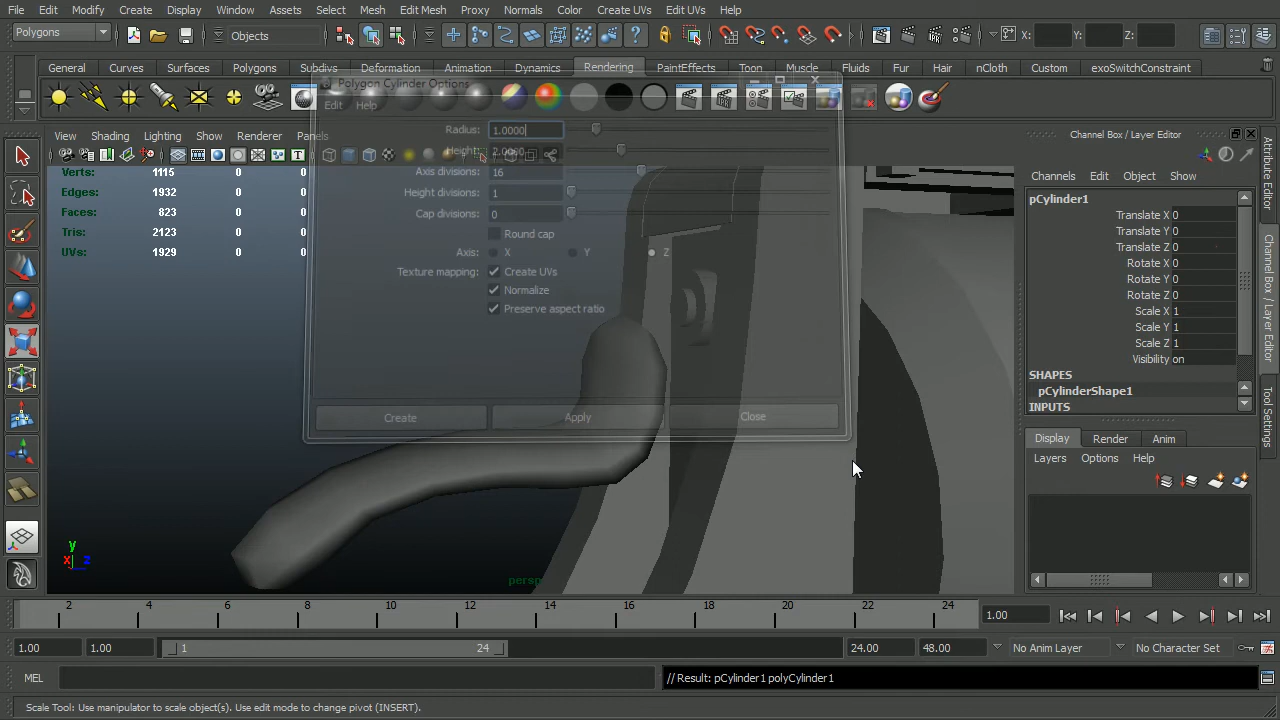 File Edit Modify Create Display Window Assets Select Mesh Edit Mesh Proxy Normals Color Create UVs Edit UVs Help
Polygons Objects X: Y: Z:
General Curves Surfaces Polygons Subdivs Deformation Animation Dynamics Rendering PaintEffects Toon Muscle Fluids Fur Hair nCloth Custom exoSwitchConstraint
Polygon Cylinder Options
Edit Help
View Shading Lighting Show Renderer Panels
Radius: 1.0000
Height: 2.0000
Axis divisions: 16
Height divisions: 1
Cap divisions: 0
Round cap
Axis: X Y Z
Texture mapping: Create UVs
Normalize
Preserve aspect ratio
Create Apply Close
Verts: 1115 0
Edges: 1932 0
Faces: 823 0
Tris: 2123 0
UVs: 1929 0
y
x z
persp
Channel Box / Layer Editor
Channels Edit Object Show
pCylinder1
Translate X 0
Translate Y 0
Translate Z 0
Rotate X 0
Rotate Y 0
Rotate Z 0
Scale X 1
Scale Y 1
Scale Z 1
Visibility on
SHAPES
pCylinderShape1
INPUTS
Display Render Anim
Layers Options Help
Channel Box / Layer Editor
Tool Settings
2 4 6 8 10 12 14 16 18 20 22 24
1.00
1.00 1.00 1 24 24.00 48.00 No Anim Layer No Character Set
MEL // Result: pCylinder1 polyCylinder1
Scale Tool: Use manipulator to scale object(s). Use edit mode to change pivot (INSERT).